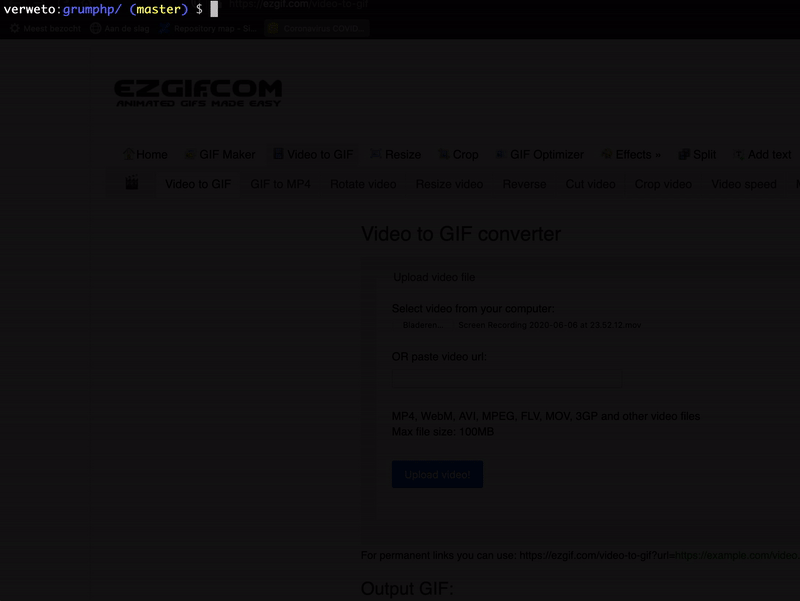 verweto:grumphp/ (master) $
https://ezgif.com/video-to-gif
Meest bezocht Aan de slag Repository mas - Si... Coronavirus COVID...
EZGIF.COM
ANIMATED GIFS MADE EASY
Home GIF Maker Video to GIF Resize Crop GIF Optimizer Effects Split Add text
Video to GIF GIF to MP4 Rotate video Resize video Reverse Cut video Crop video Video speed
Video to GIF converter
Upload video file
Select video from your computer:
Bladeren... Screen Recording 2020-06-06 at 23.53.12.mov
OR paste video url:
MP4, WebM, AVI, MPEG, FLV, MOV, 3GP and other video files
Max file size: 100MB
Upload video!
For permanent links you can use: https://ezgif.com/video-to-gif?url=https://example.com/video.
Output GIF: